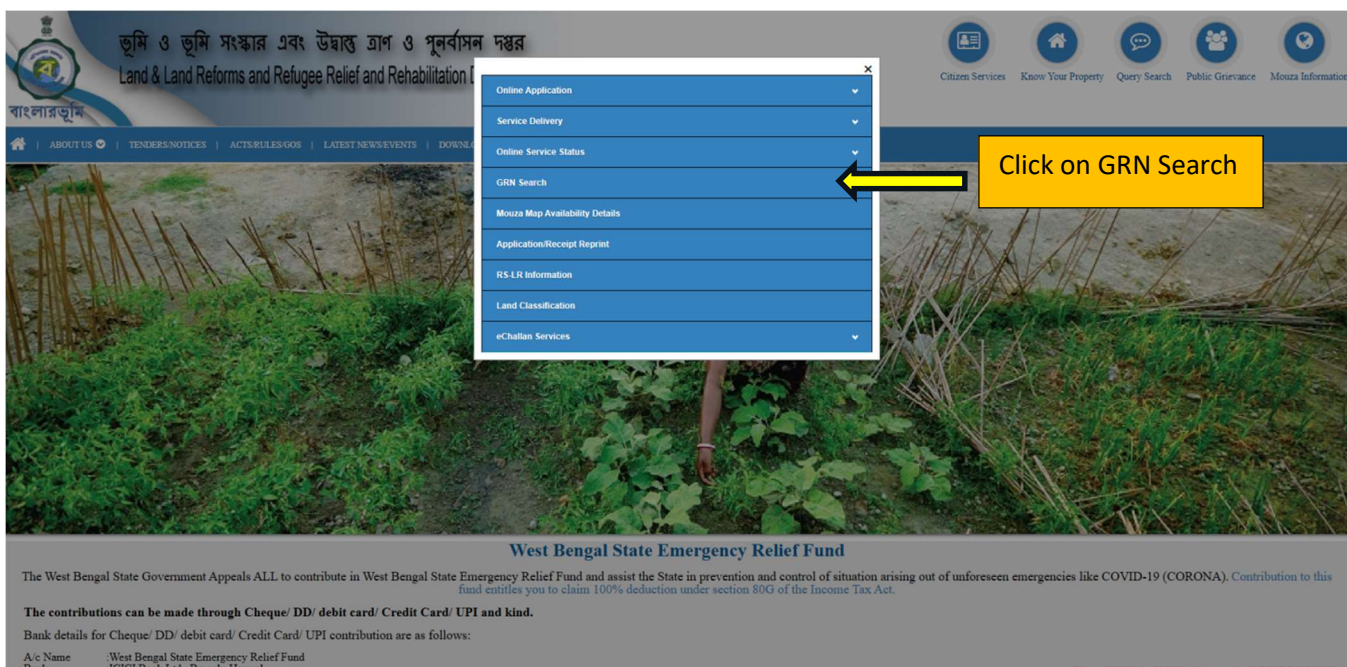 ভূমি ও ভূমি সংস্কার এবং উদ্বাস্তু ত্রাণ ও পুনর্বাসন দপ্তর
Land & Land Reforms and Refugee Relief and Rehabilitation
বাংলারভূমি
Citizen Services
Know Your Property
Query Search
Public Grievance
Mouza Information
ABOUT US | TENDERS/NOTICES | ACTS/RULES/GOS | LATEST NEWS/EVENTS |
×
Online Application
Service Delivery
Online Service Status
GRN Search
Mouza Map Availability Details
Application/Receipt Reprint
RS-LR Information
Land Classification
eChallan Services
Click on GRN Search
West Bengal State Emergency Relief Fund
The West Bengal State Government Appeals ALL to contribute in West Bengal State Emergency Relief Fund and assist the State in prevention and control of situation arising out of unforeseen emergencies like COVID-19 (CORONA). Contribution to this
fund entitles you to claim 100% deduction under section 80G of the Income Tax Act.
The contributions can be made through Cheque/ DD/ debit card/ Credit Card/ UPI and kind.
Bank details for Cheque/ DD/ debit card/ Credit Card/ UPI contribution are as follows:
A/c Name :West Bengal State Emergency Relief Fund